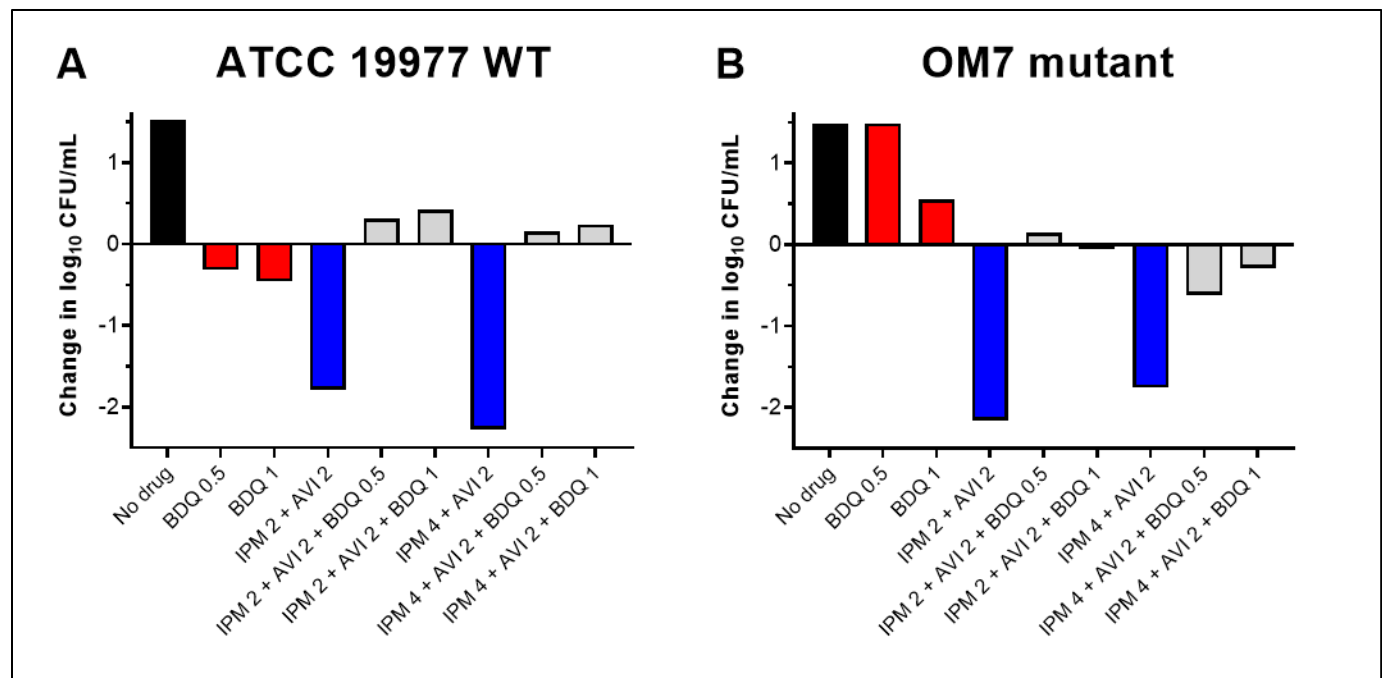 A
ATCC 19977 WT
Change in log10 CFU/mL
1
0
-1
-2
No drug
BDQ 0.5
BDQ 1
IPM 2 + AVI 2
IPM 2 + AVI 2 + BDQ 0.5
IPM 2 + AVI 2 + BDQ 1
IPM 4 + AVI 2
IPM 4 + AVI 2 + BDQ 0.5
IPM 4 + AVI 2 + BDQ 1
B
OM7 mutant
Change in log10 CFU/mL
1
0
-1
-2
No drug
BDQ 0.5
BDQ 1
IPM 2 + AVI 2
IPM 2 + AVI 2 + BDQ 0.5
IPM 2 + AVI 2 + BDQ 1
IPM 4 + AVI 2
IPM 4 + AVI 2 + BDQ 0.5
IPM 4 + AVI 2 + BDQ 1